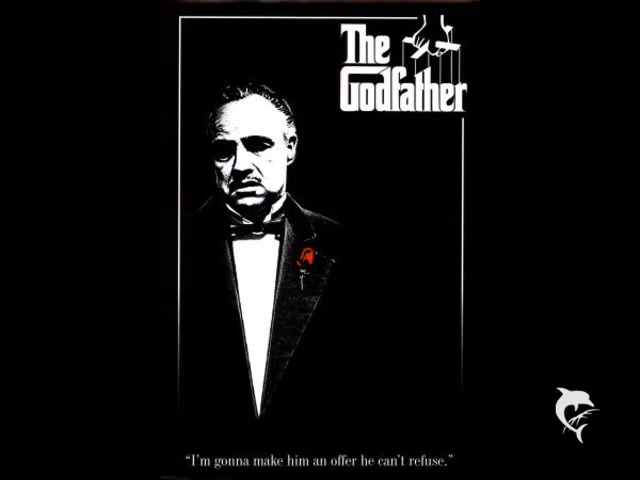 The
Godfather
“I'm gonna make him an offer he can't refuse.”